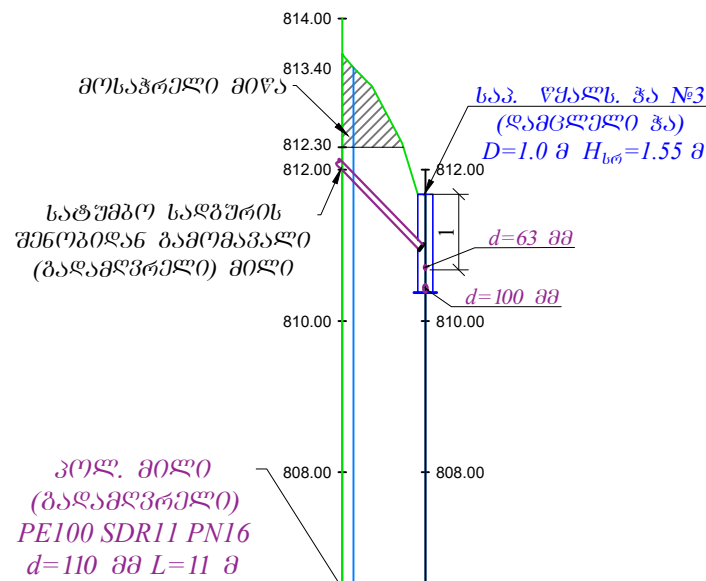 814.00
813.40
მოსაჭრელი მიწა
812.30
812.00
საპ. წყალს. ჭა №3
(დამცლელი ჭა)
D=1.0 მ Hსრ=1.55 მ
812.00
სატუმბო სადგურის
შენობიდან გამომავალი
(გადამღვრელი) მილი
1
d=63 მმ
d=100 მმ
810.00
810.00
პოლ. მილი
(გადამღვრელი)
PE100 SDR11 PN16
d=110 მმ L=11 მ
808.00
808.00